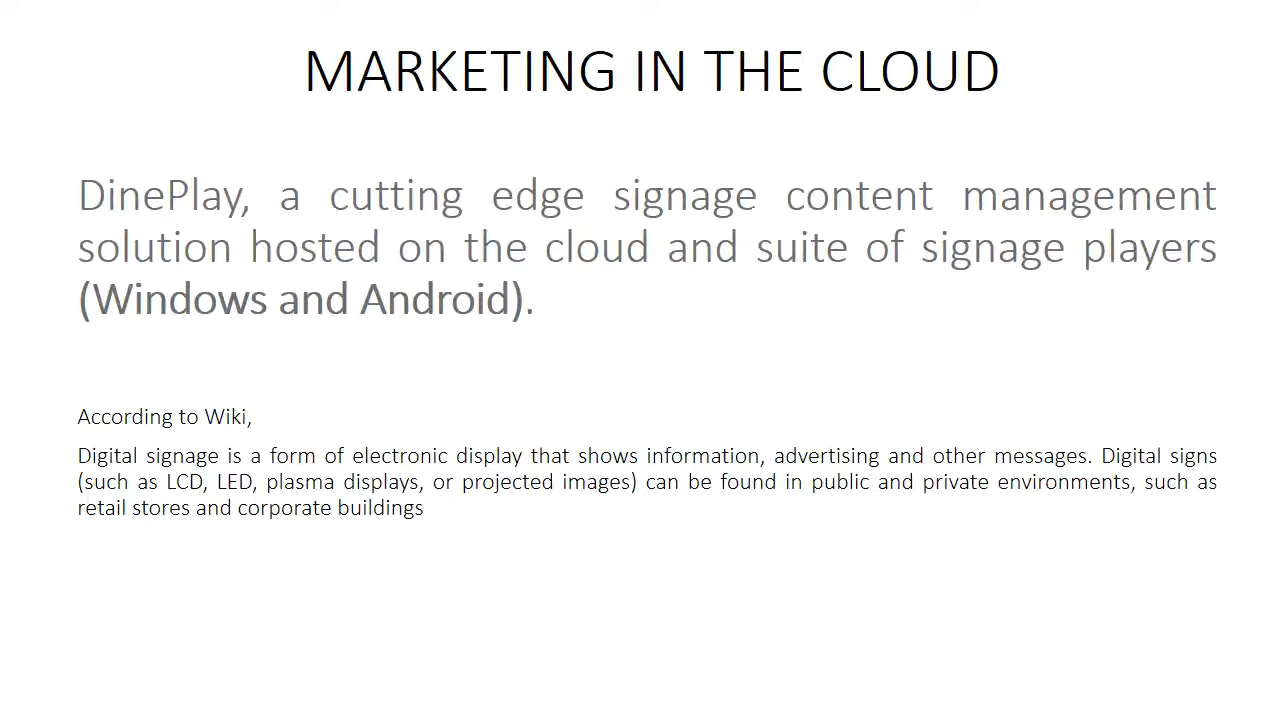 MARKETING IN THE CLOUD
DinePlay, a cutting edge signage content management
solution hosted on the cloud and suite of signage players
(Windows and Android).
According to Wiki,
Digital signage is a form of electronic display that shows information, advertising and other messages. Digital signs
(such as LCD, LED, plasma displays, or projected images) can be found in public and private environments, such as
retail stores and corporate buildings